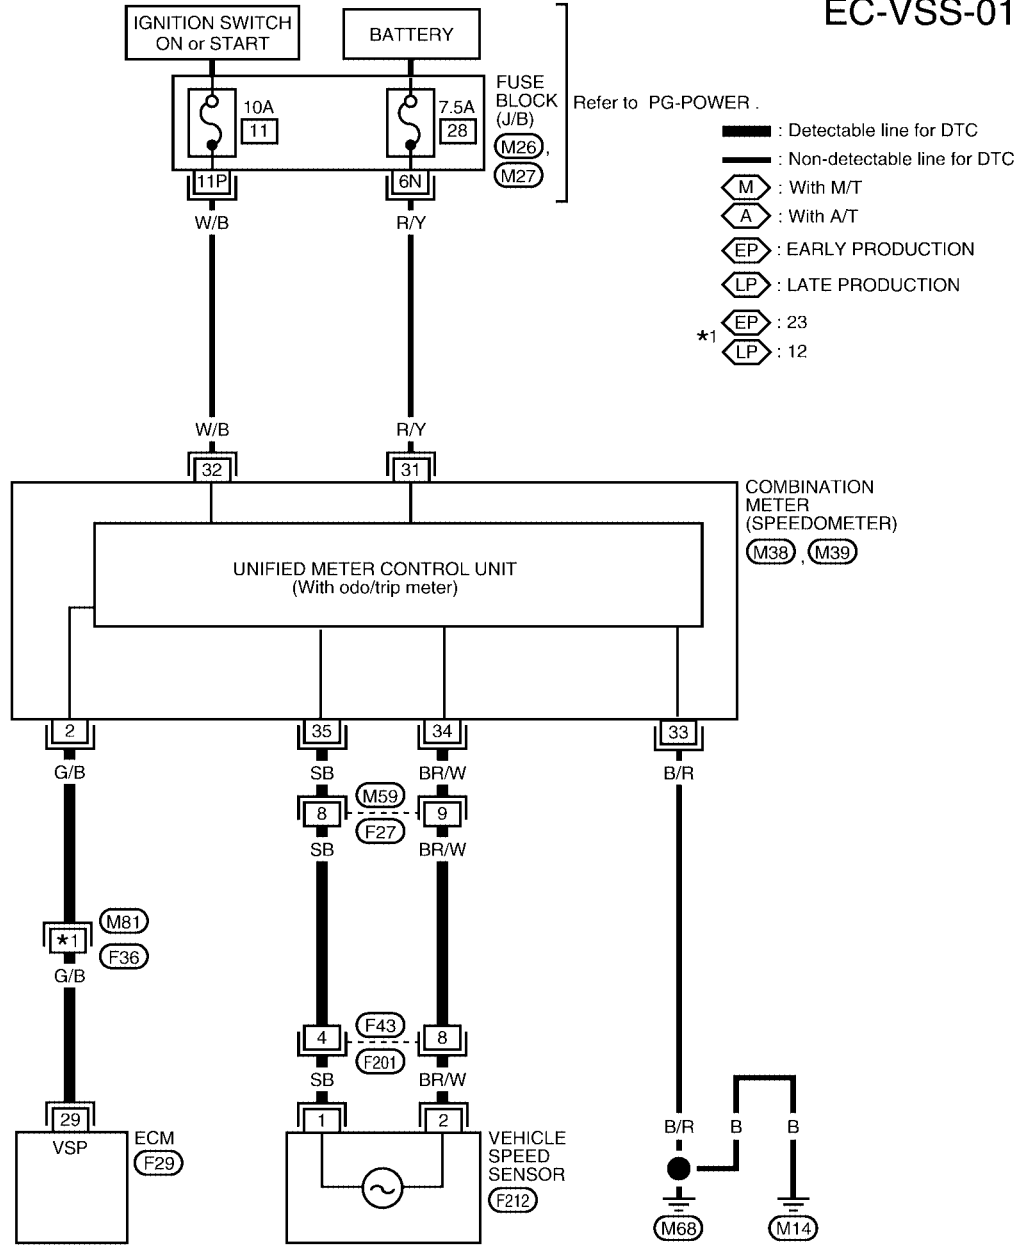 EC-VSS-01
IGNITION SWITCH
ON or START
BATTERY
FUSE
BLOCK
(J/B)
M26 ,
M27
Refer to PG-POWER .
10A
11
7.5A
28
11P
6N
W/B
R/Y
: Detectable line for DTC
: Non-detectable line for DTC
M : With M/T
A : With A/T
EP : EARLY PRODUCTION
LP : LATE PRODUCTION
*1
EP : 23
LP : 12
W/B
R/Y
32
31
COMBINATION
METER
(SPEEDOMETER)
M38 , M39
UNIFIED METER CONTROL UNIT
(With odo/trip meter)
2
35
34
33
G/B
SB
BR/W
B/R
M59
8
9
F27
SB
BR/W
M81
*1
F36
G/B
F43
4
8
F201
SB
BR/W
29
VSP
ECM
F29
1
2
VEHICLE
SPEED
SENSOR
F212
B/R
B
B
M68
M14